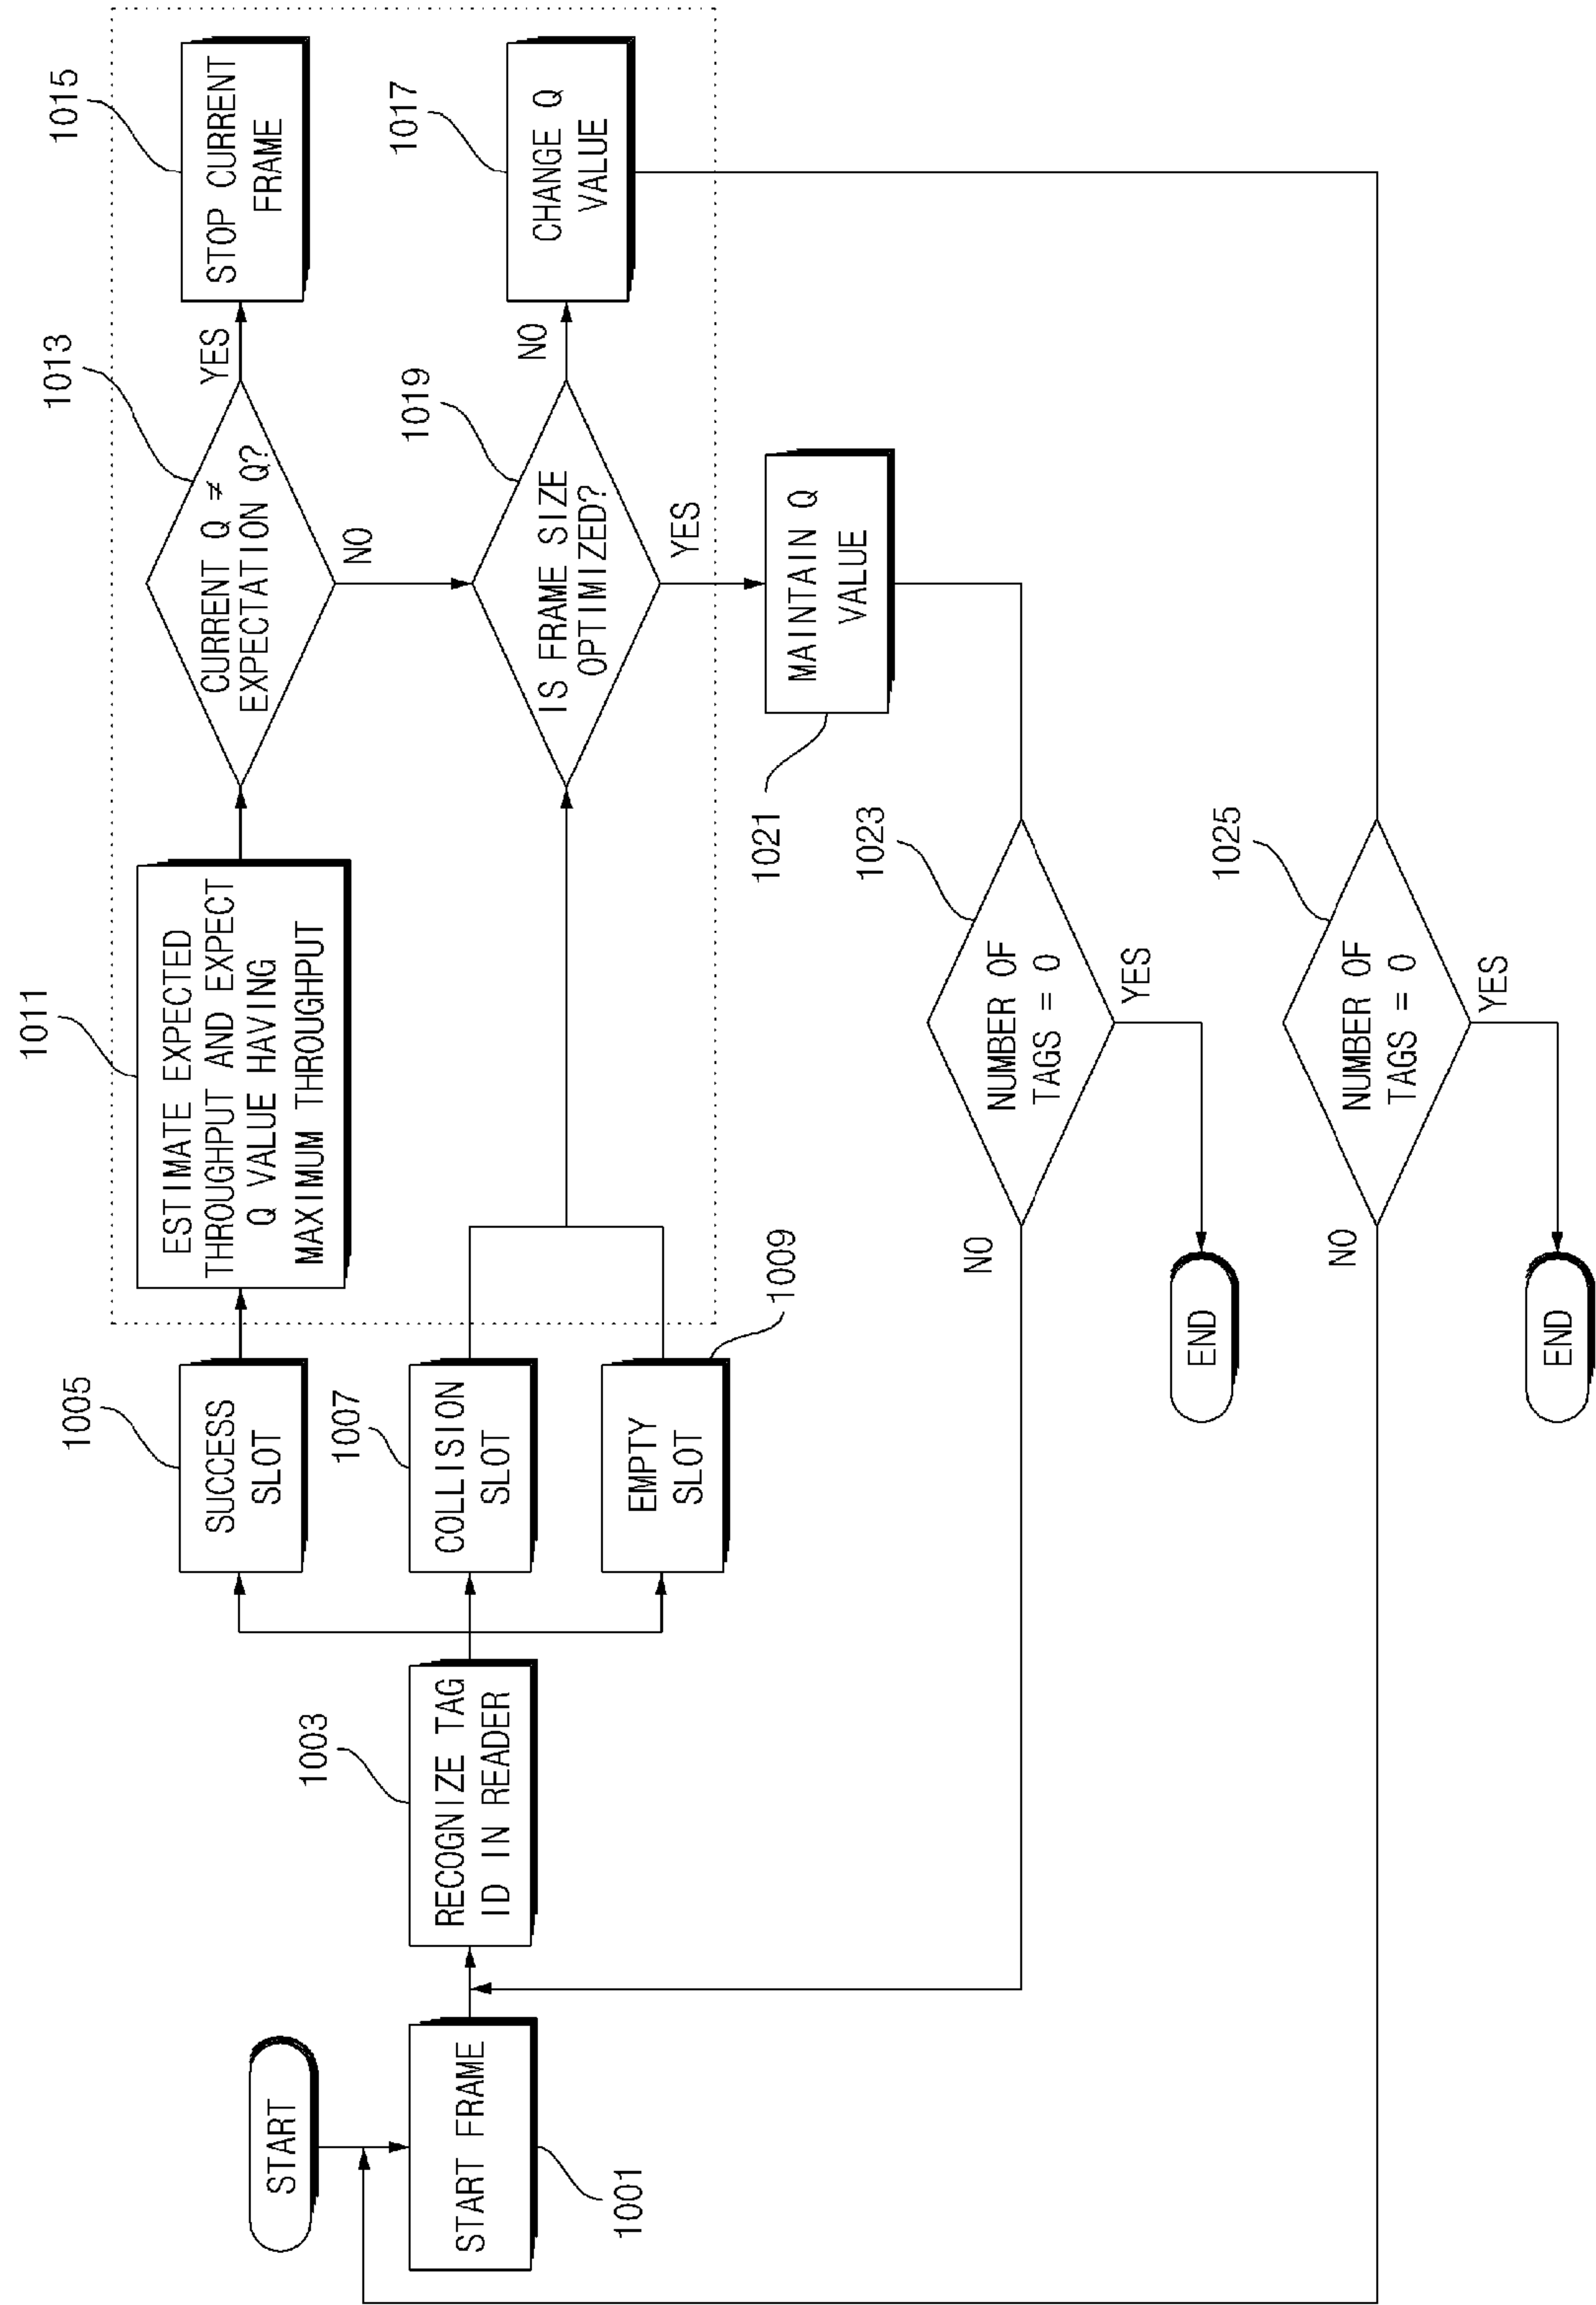 START
1001
START FRAME
1003
RECOGNIZE TAG
ID IN READER
1005
SUCCESS
SLOT
1007
COLLISION
SLOT
1009
EMPTY
SLOT
1011
ESTIMATE EXPECTED
THROUGHPUT AND EXPECT
Q VALUE HAVING
MAXIMUM THROUGHPUT
1013
CURRENT Q ≠
EXPECTATION Q?
YES
NO
1015
STOP CURRENT
FRAME
1019
IS FRAME SIZE
OPTIMIZED?
NO
YES
1017
CHANGE Q
VALUE
1021
MAINTAIN Q
VALUE
1023
NUMBER OF
TAGS = 0
NO
YES
END
1025
NUMBER OF
TAGS = 0
NO
YES
END